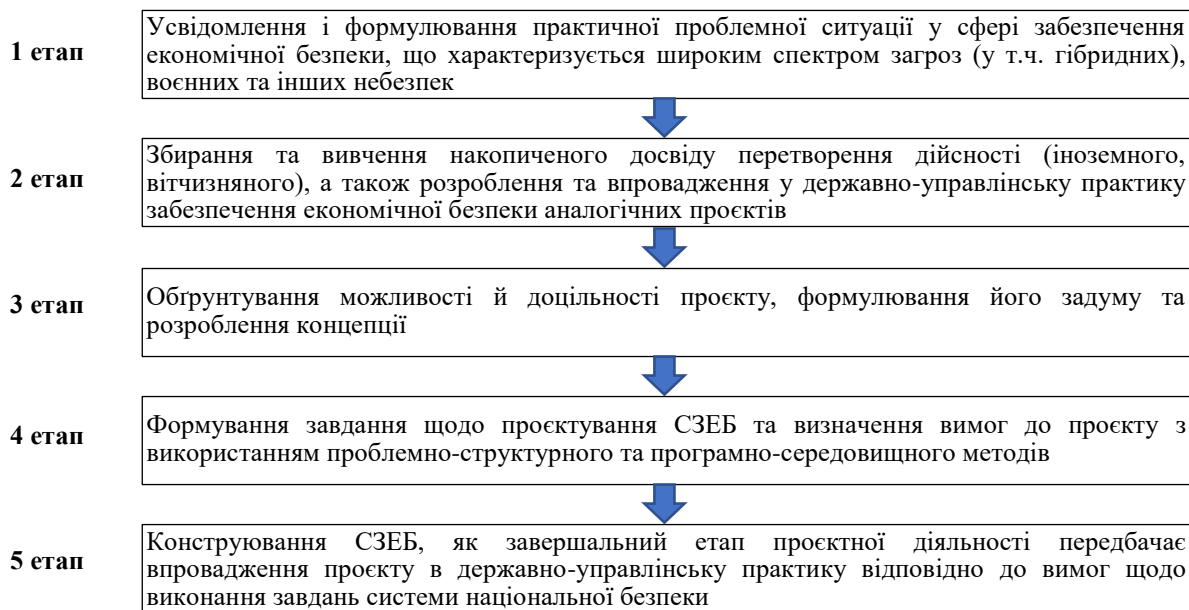 1 етап
Усвідомлення і формулювання практичної проблемної ситуації у сфері забезпечення
економічної безпеки, що характеризується широким спектром загроз (у т.ч. гібридних),
воєнних та інших небезпек
2 етап
Збирання та вивчення накопиченого досвіду перетворення дійсності (іноземного,
вітчизняного), а також розроблення та впровадження у державно-управлінську практику
забезпечення економічної безпеки аналогічних проєктів
3 етап
Обґрунтування можливості й доцільності проєкту, формулювання його задуму та
розроблення концепції
4 етап
Формування завдання щодо проєктування СЗЕБ та визначення вимог до проєкту з
використанням проблемно-структурного та програмно-середовищного методів
5 етап
Конструювання СЗЕБ, як завершальний етап проєктної діяльності передбачає
впровадження проєкту в державно-управлінську практику відповідно до вимог щодо
виконання завдань системи національної безпеки